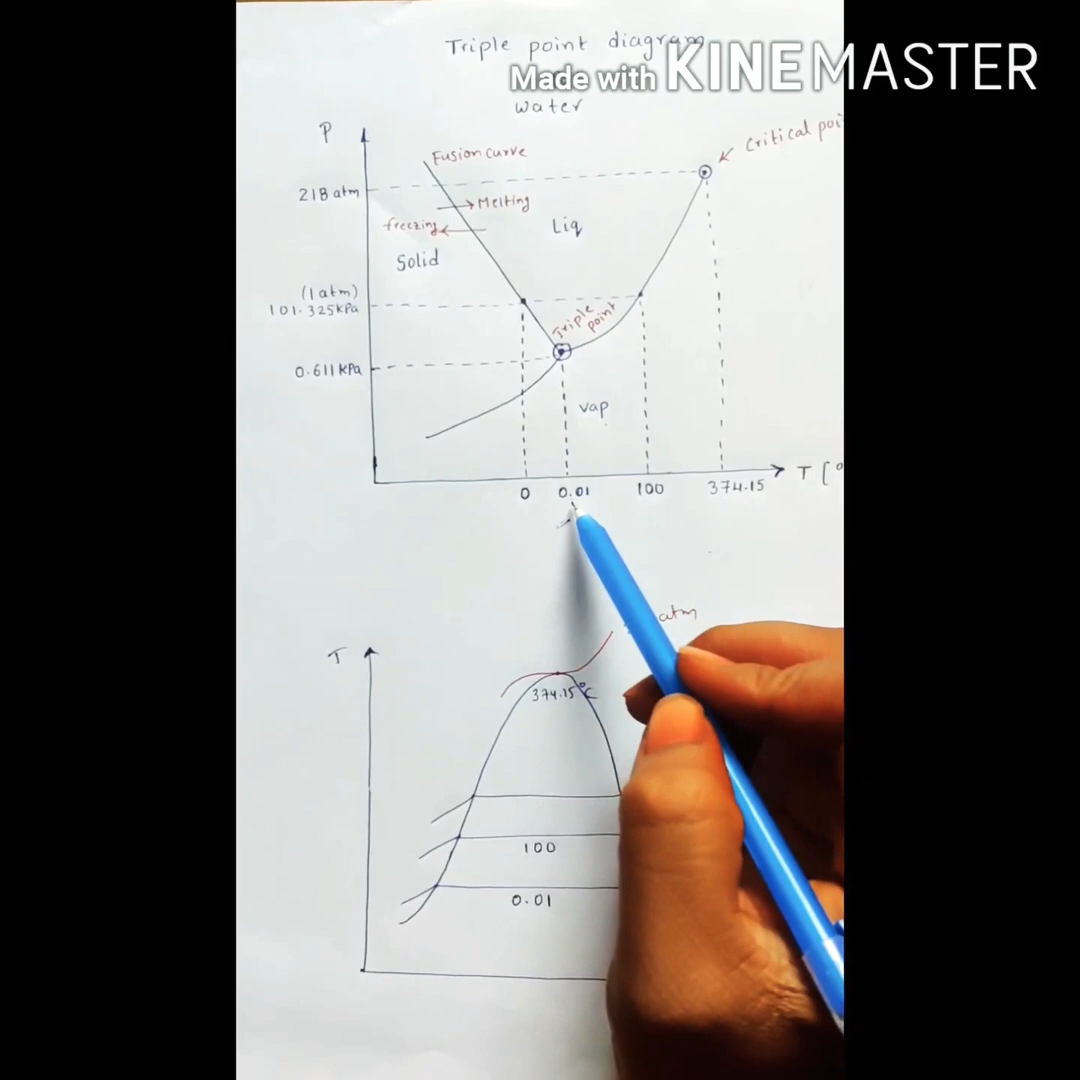 Triple point diagram
Made with KINEMASTER
water
P
Critical poi
Fusion curve
218 atm
Melting
freezing
Liq
Solid
(1 atm)
101.325kPa
Triple
point
0.611 kPa
vap
T [°
0 0.01 100 374.15
atm
T
374.15°C
100
0.01